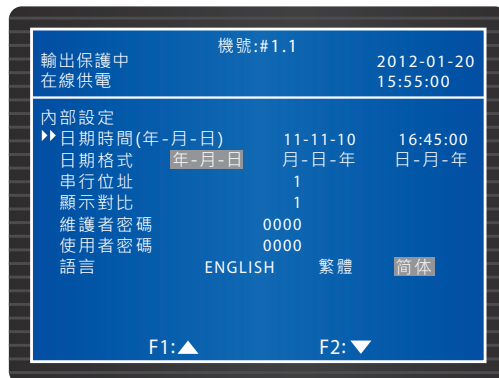 機號:#1.1
輸出保護中 2012-01-20
在線供電 15:55:00
內部設定
日期時間(年-月-日) 11-11-10 16:45:00
日期格式 年-月-日 月-日-年 日-月-年
串行位址 1
顯示對比 1
維護者密碼 0000
使用者密碼 0000
語言 ENGLISH 繁體 简体
F1:▲ F2:▼